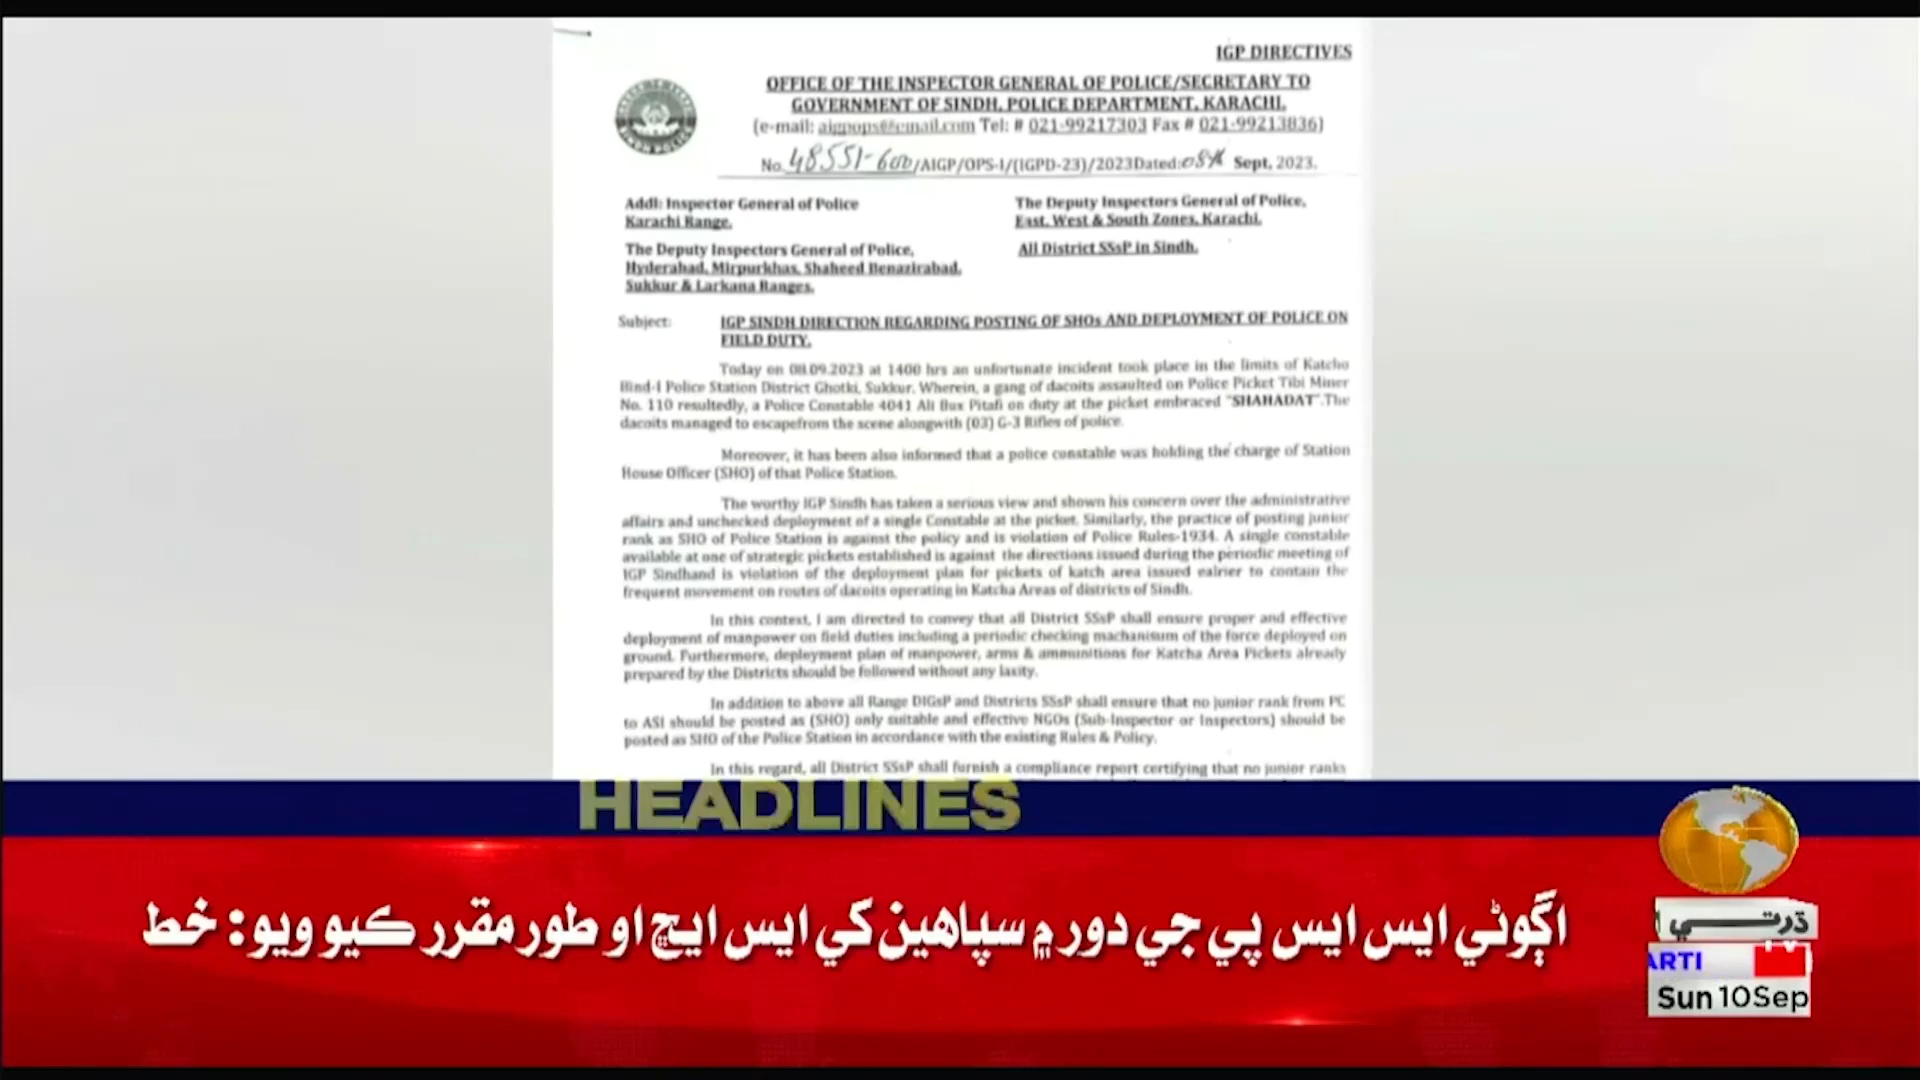 IGP DIRECTIVES
OFFICE OF THE INSPECTOR GENERAL OF POLICE/SECRETARY TO
GOVERNMENT OF SINDH, POLICE DEPARTMENT, KARACHI.
(e-mail: aigpops@email.com Tel: # 021-99217303 Fax # 021-99213836)
No. 48551-600/AIGP/OPS-I/(IGPD-23)/2023 Dated: 08th Sept, 2023.
Addl: Inspector General of Police
Karachi Range.
The Deputy Inspectors General of Police,
East, West & South Zones, Karachi.
The Deputy Inspectors General of Police,
Hyderabad, Mirpurkhas, Shaheed Benazirabad,
Sukkur & Larkana Ranges.
All District SSsP in Sindh.
Subject: IGP SINDH DIRECTION REGARDING POSTING OF SHOs AND DEPLOYMENT OF POLICE ON
FIELD DUTY.
Today on 08.09.2023 at 1400 hrs an unfortunate incident took place in the limits of Katcho
Bind-I Police Station District Ghotki, Sukkur. Wherein, a gang of dacoits assaulted on Police Picket Tibi Miner
No. 110 resultedly, a Police Constable 4041 Ali Bux Pitafi on duty at the picket embraced "SHAHADAT".The
dacoits managed to escapefrom the scene alongwith (03) G-3 Rifles of police.
Moreover, it has been also informed that a police constable was holding the charge of Station
House Officer (SHO) of that Police Station.
The worthy IGP Sindh has taken a serious view and shown his concern over the administrative
affairs and unchecked deployment of a single Constable at the picket. Similarly, the practice of posting junior
rank as SHO of Police Station is against the policy and is violation of Police Rules-1934. A single constable
available at one of strategic pickets established is against the directions issued during the periodic meeting of
IGP Sindhand is violation of the deployment plan for pickets of katch area issued ealrier to contain the
frequent movement on routes of dacoits operating in Katcha Areas of districts of Sindh.
In this context, I am directed to convey that all District SSsP shall ensure proper and effective
deployment of manpower on field duties including a periodic checking machanisum of the force deployed on
ground. Furthermore, deployment plan of manpower, arms & ammunitions for Katcha Area Pickets already
prepared by the Districts should be followed without any laxity.
In addition to above all Range DIGsP and Districts SSsP shall ensure that no junior rank from PC
to ASI should be posted as (SHO) only suitable and effective NGOs (Sub-Inspector or Inspectors) should be
posted as SHO of the Police Station in accordance with the existing Rules & Policy.
In this regard, all District SSsP shall furnish a compliance report certifying that no junior ranks
HEADLINES
اڳوڻي ايس ايس پي جي دور ۾ سپاهين کي ايس ايڇ او طور مقرر ڪيو ويو: خط
ڌرتي
ARTI
Sun 10Sep